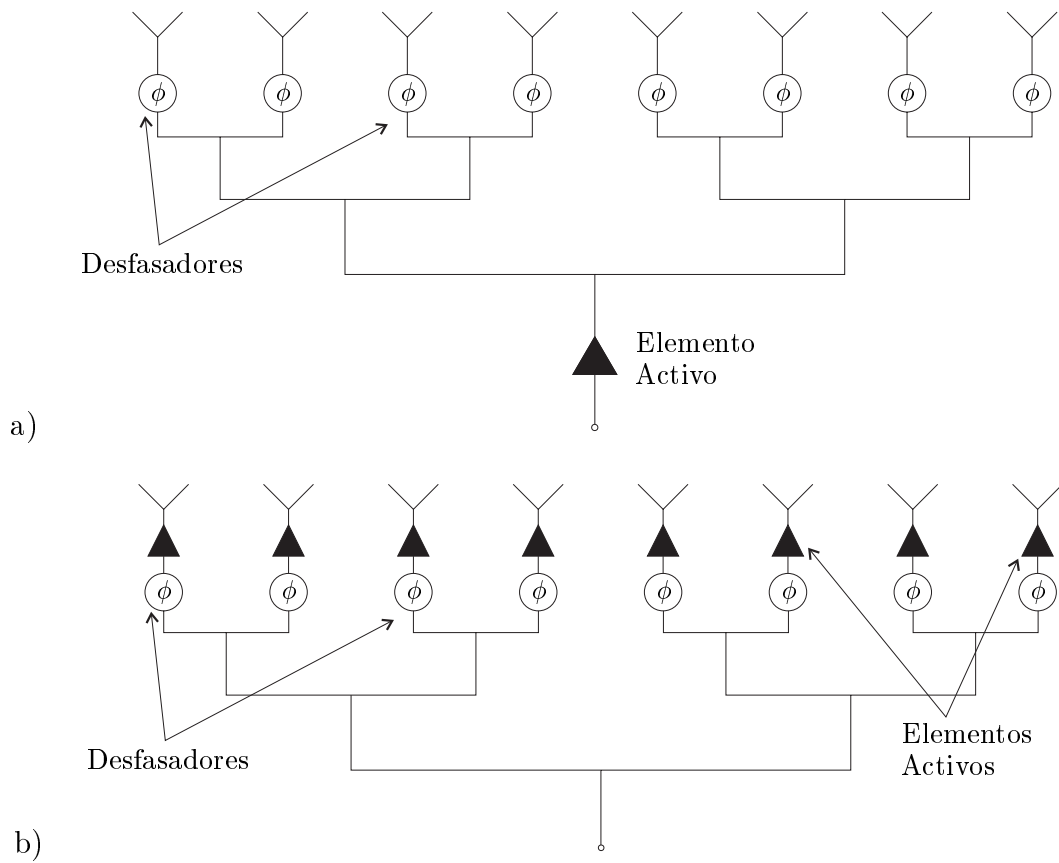 ϕ ϕ ϕ ϕ ϕ ϕ ϕ ϕ
Desfasadores
Elemento
Activo
a)
ϕ ϕ ϕ ϕ ϕ ϕ ϕ ϕ
Desfasadores
Elementos
Activos
b)